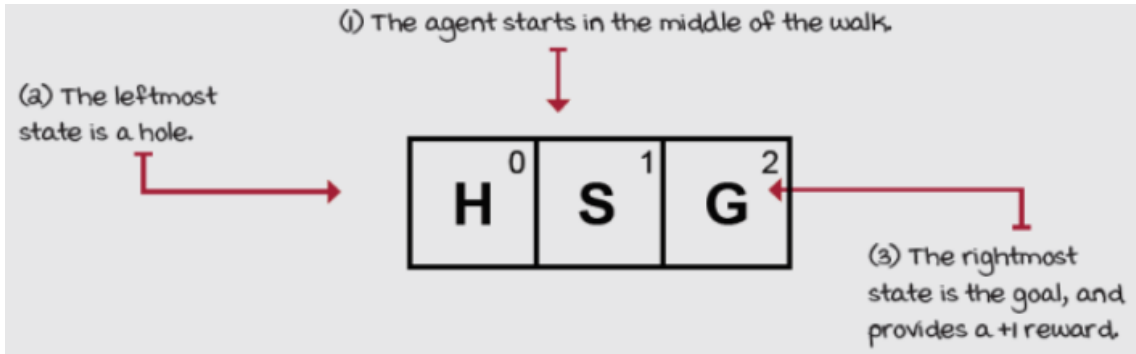 (1) The agent starts in the middle of the walk.
(2) The leftmost
state is a hole.
0 1 2
H S G
(3) The rightmost
state is the goal, and
provides a +1 reward.